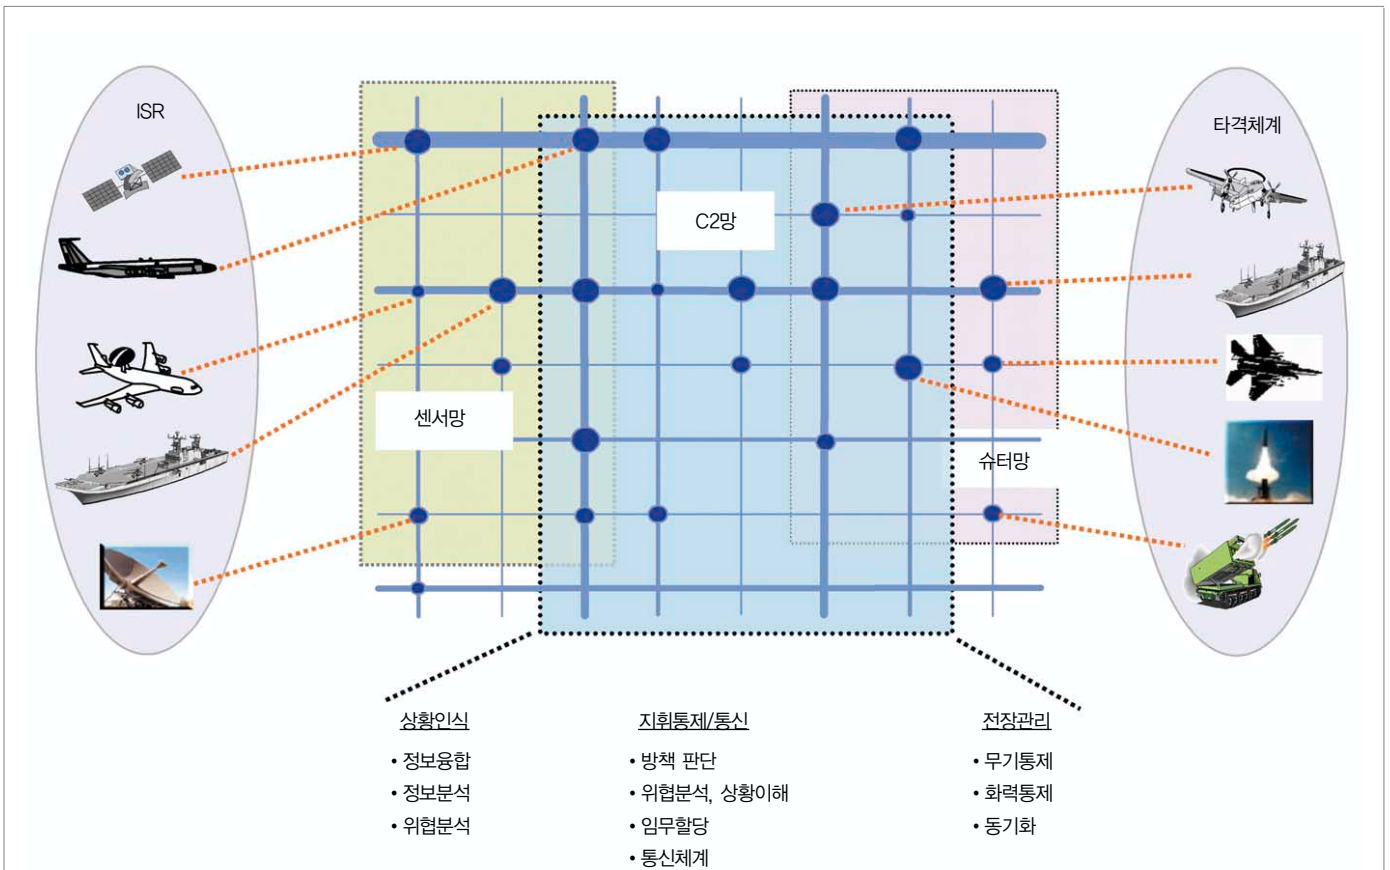 ISR
타격체계
C2망
센서망
슈터망
상황인식
• 정보융합
• 정보분석
• 위협분석
지휘통제/통신
• 방책 판단
• 위협분석, 상황이해
• 임무할당
• 통신체계
전장관리
• 무기통제
• 화력통제
• 동기화